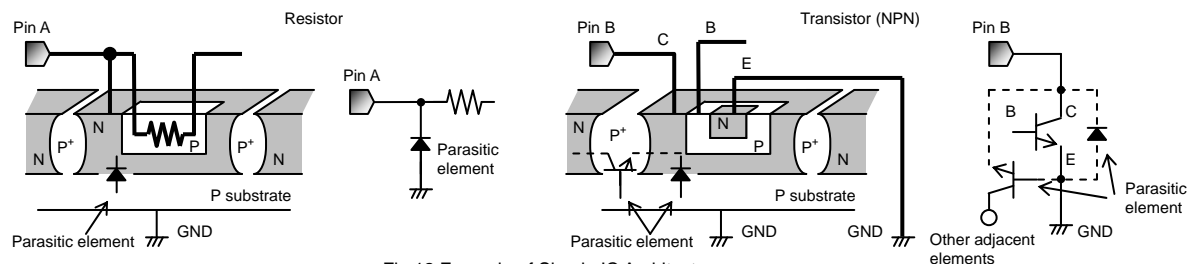 Resistor
Pin A
N
N
P+
P
P+
N
P substrate
Parasitic element
GND
Pin A
Parasitic
element
Transistor (NPN)
Pin B
C
B
E
N
P+
N
P
P+
N
N
P substrate
Parasitic element
GND
GND
Pin B
B
C
E
Parasitic
element
GND
Other adjacent
elements